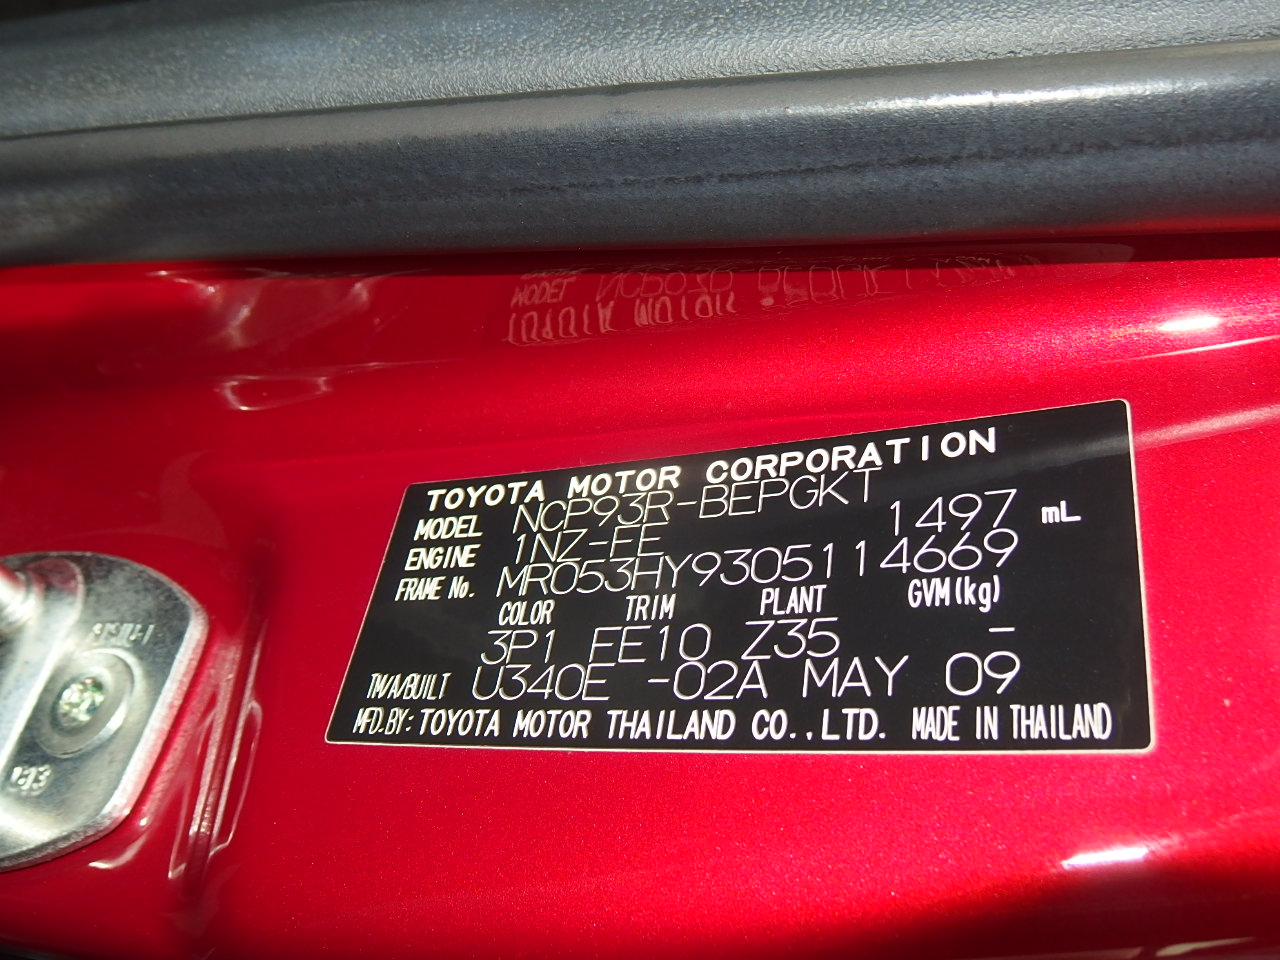 TOYOTA MOTOR CORPORATION
MODEL NCP93R-BEPGKT
ENGINE 1NZ-FE 1497 mL
FRAME No. MR053HY9305114669
COLOR TRIM PLANT GVM(kg)
3P1 FE10 Z35 -
TM/A/BUILT U340E -02A MAY 09
MFD.BY: TOYOTA MOTOR THAILAND CO.,LTD. MADE IN THAILAND